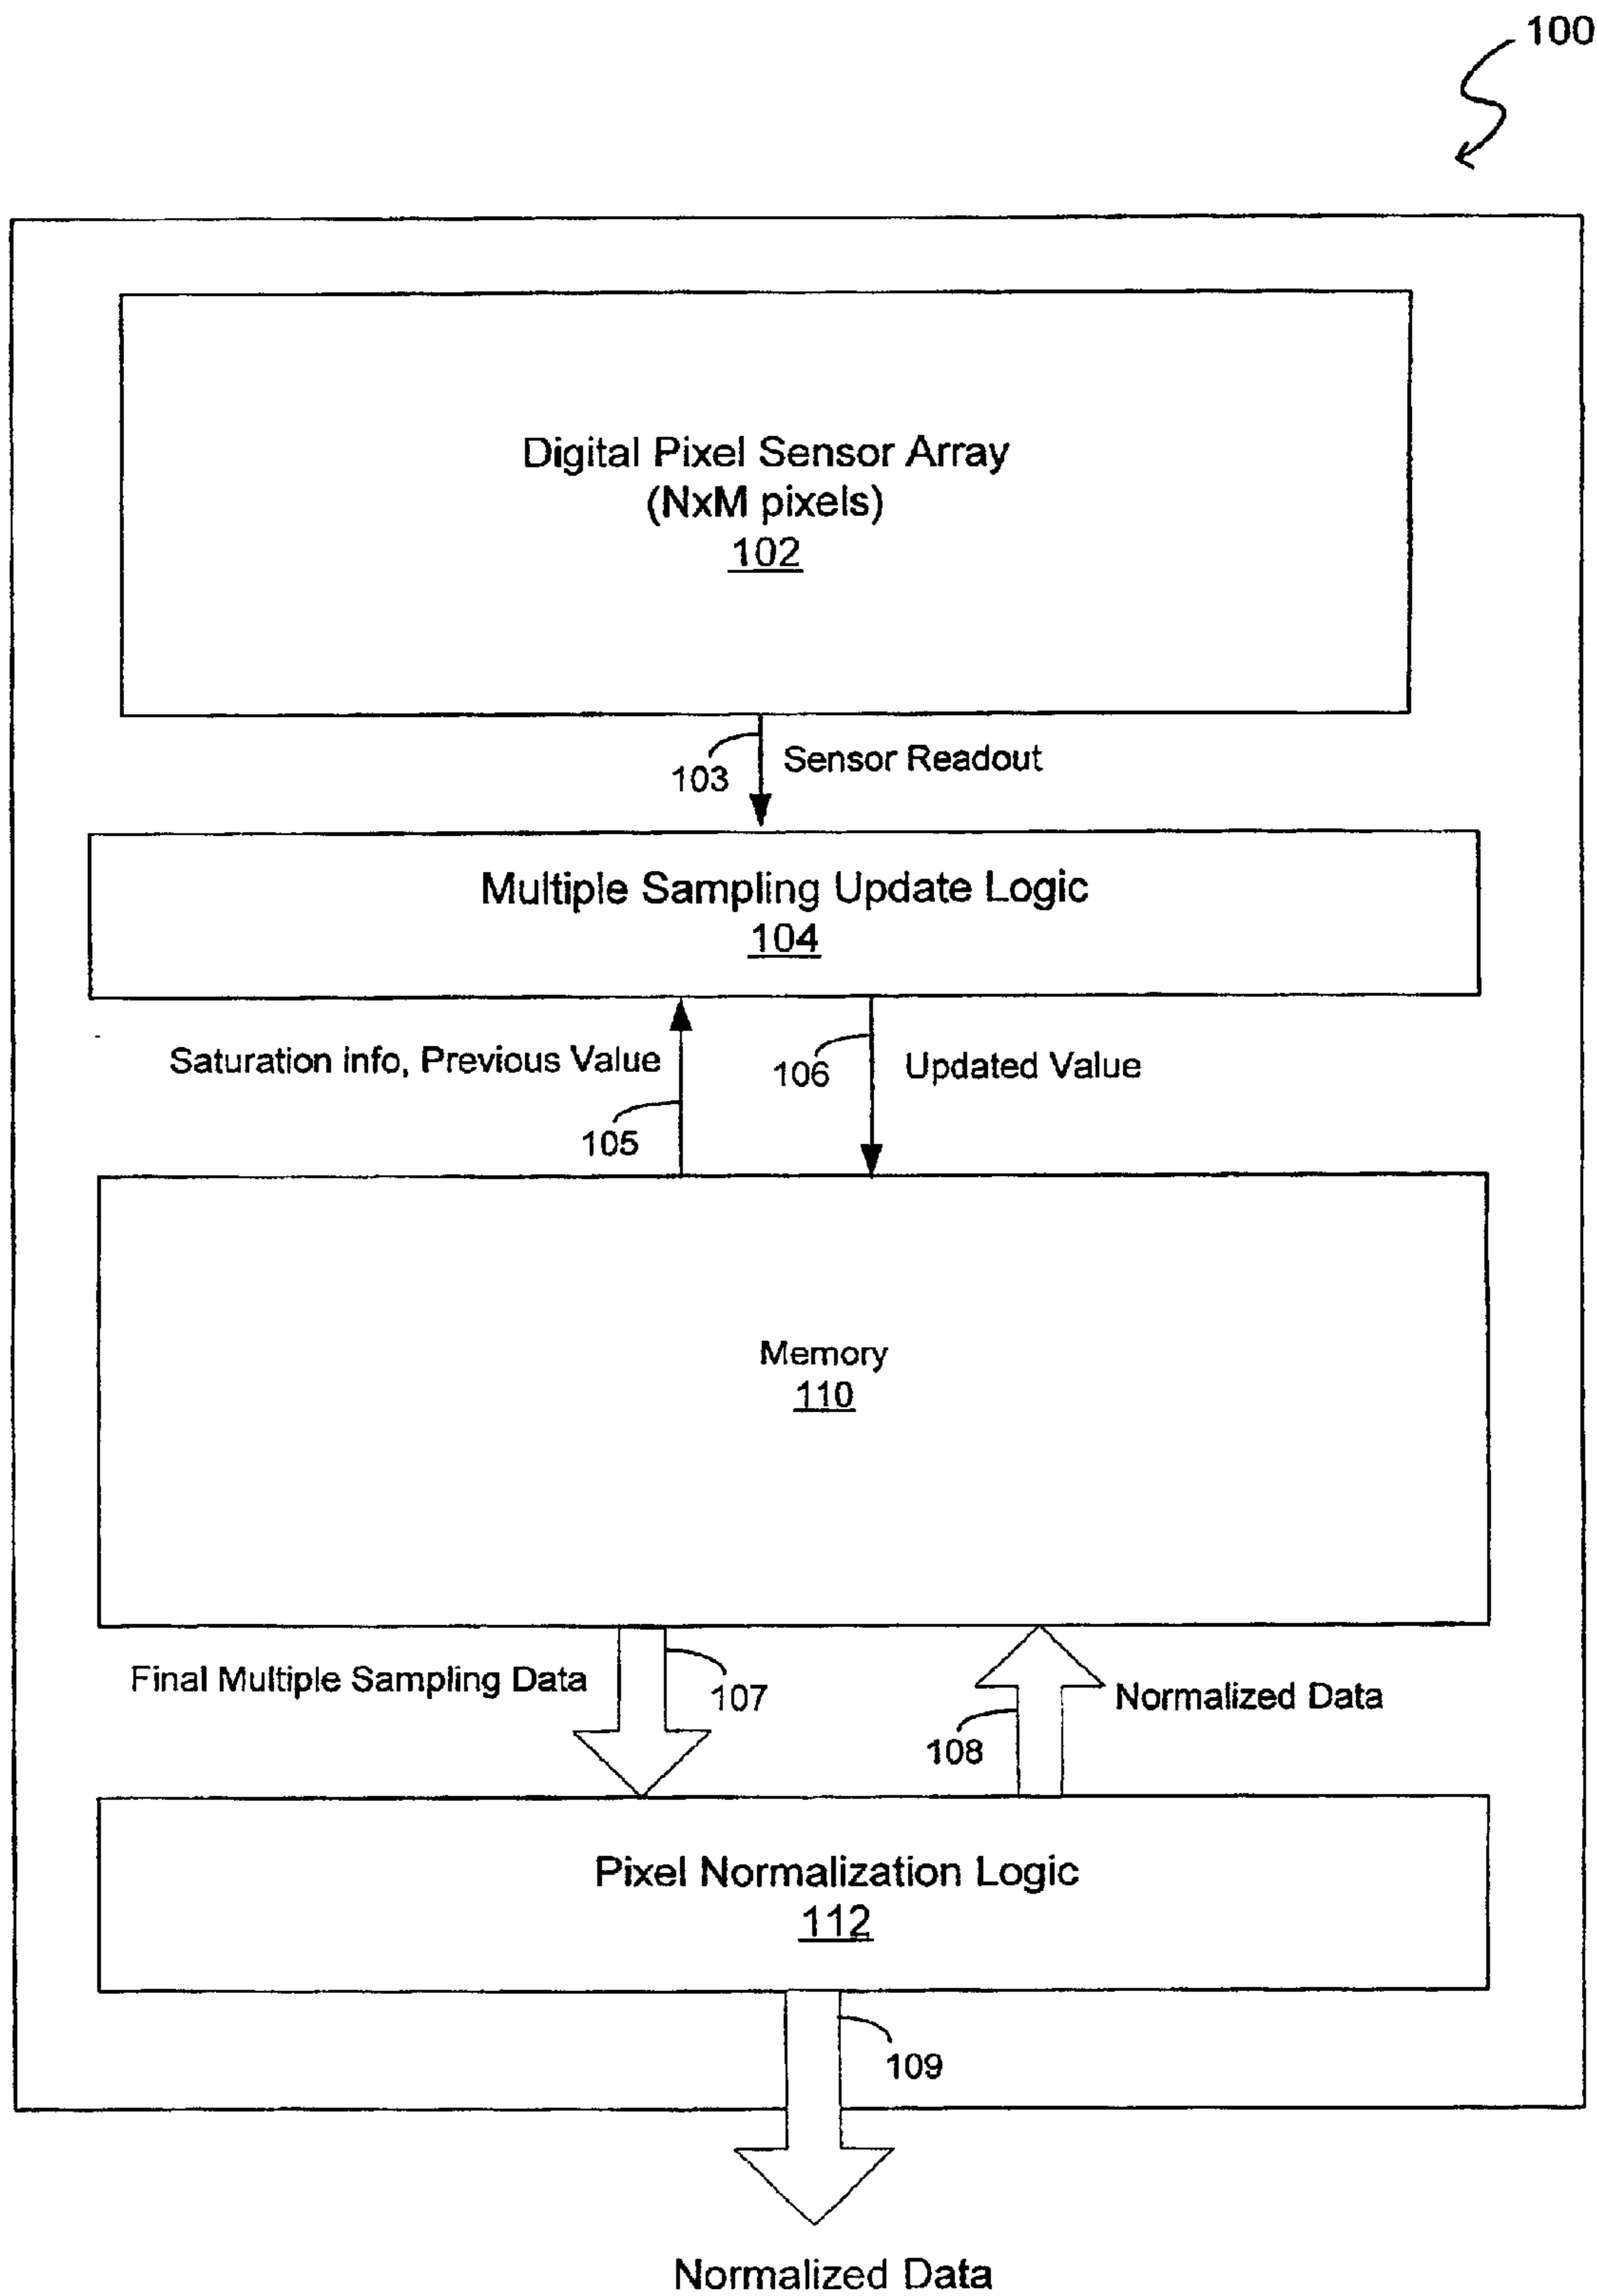 100
Digital Pixel Sensor Array
(NxM pixels)
102
103
Sensor Readout
Multiple Sampling Update Logic
104
Saturation info, Previous Value
105
106
Updated Value
Memory
110
Final Multiple Sampling Data
107
108
Normalized Data
Pixel Normalization Logic
112
109
Normalized Data